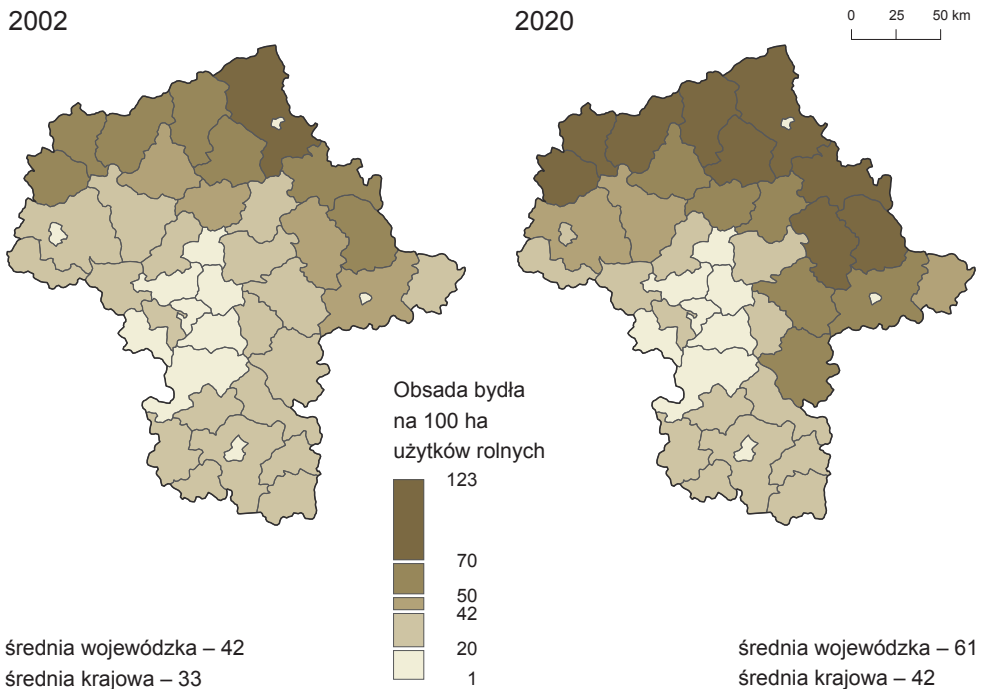 2002
2020
0 25 50 km
Obsada bydła
na 100 ha
użytków rolnych
123
70
50
42
20
1
średnia wojewódzka – 42
średnia krajowa – 33
średnia wojewódzka – 61
średnia krajowa – 42